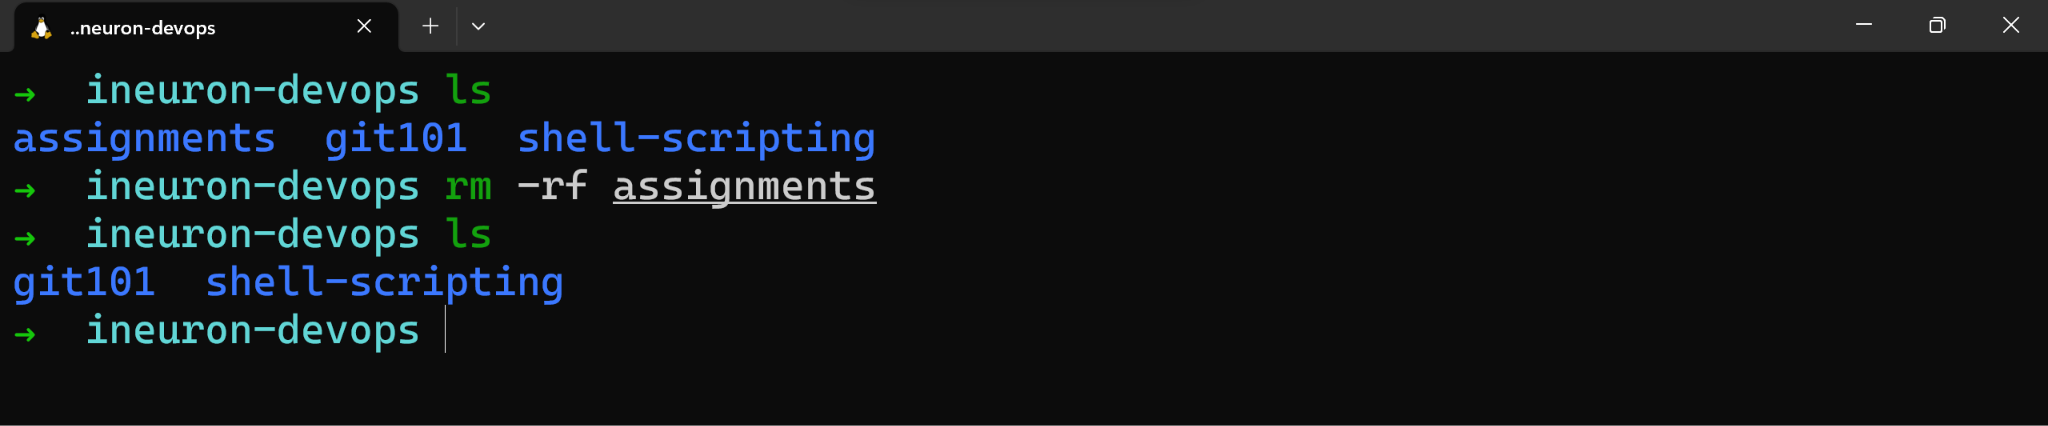 ..neuron-devops
→ ineuron-devops ls
assignments git101 shell-scripting
→ ineuron-devops rm -rf assignments
→ ineuron-devops ls
git101 shell-scripting
→ ineuron-devops